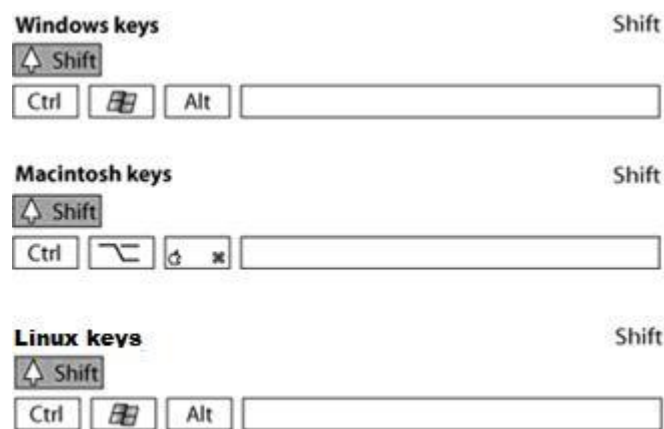 Windows keys Shift
Shift
Ctrl Alt
Macintosh keys Shift
Shift
Ctrl ⌥ ⌘
Linux keys Shift
Shift
Ctrl Alt